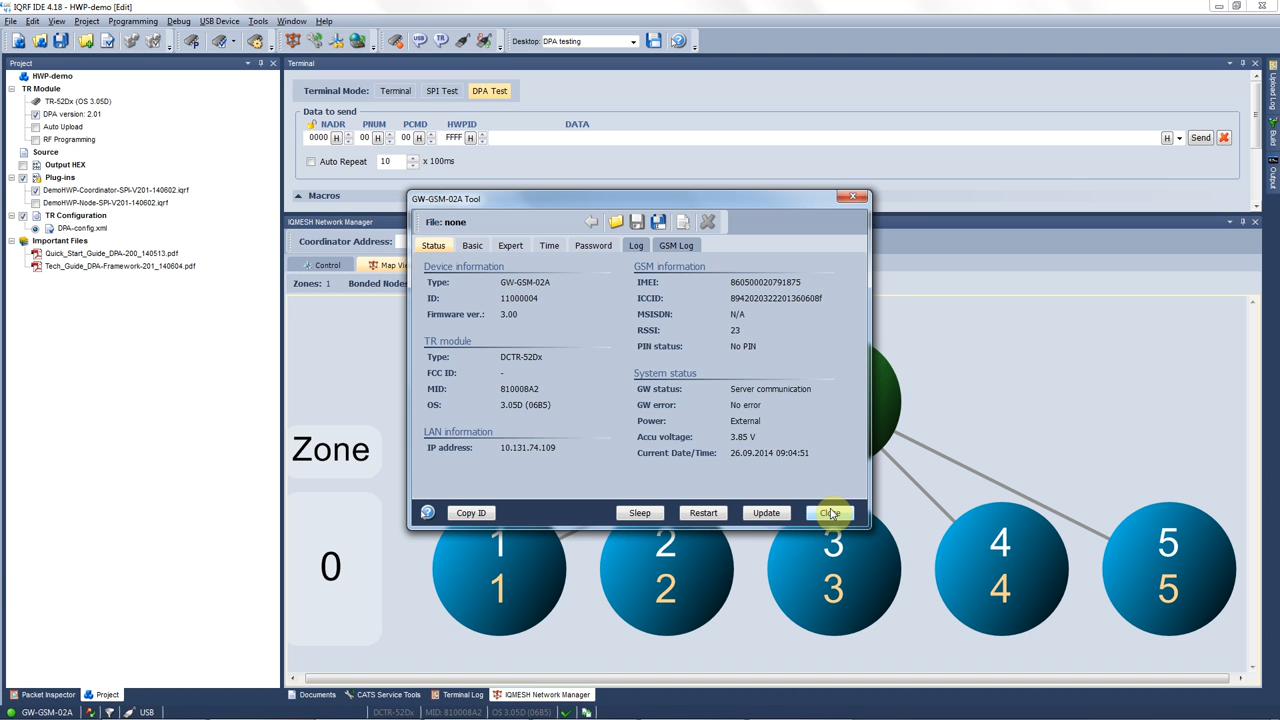 IQRF IDE 4.18 - HWP-demo [Edit]
File Edit View Project Programming Debug USB Device Tools Window Help
USB TR Desktop: DPA testing
Project
HWP-demo
TR Module
TR-52Dx (OS 3.05D)
DPA version: 2.01
Auto Upload
RF Programming
Source
Output HEX
Plug-ins
DemoHWP-Coordinator-SPI-V201-140602.iqrf
DemoHWP-Node-SPI-V201-140602.iqrf
TR Configuration
DPA-config.xml
Important Files
Quick_Start_Guide_DPA-200_140513.pdf
Tech_Guide_DPA-Framework-201_140604.pdf
Terminal
Terminal Mode: Terminal SPI Test DPA Test
Data to send
NADR PNUM PCMD HWPID DATA
0000 H 00 H 00 H FFFF H H Send
Auto Repeat 10 x 100ms
Macros
IQMESH Network Manager
Coordinator Address:
Control Map Vi
Zones: 1 Bonded Node
Zone
0
1 2 3 4 5
1 2 3 4 5
GW-GSM-02A Tool
File: none
Status Basic Expert Time Password Log GSM Log
Device information
Type: GW-GSM-02A
ID: 11000004
Firmware ver.: 3.00
TR module
Type: DCTR-52Dx
FCC ID: -
MID: 810008A2
OS: 3.05D (06B5)
LAN information
IP address: 10.131.74.109
GSM information
IMEI: 860500020791875
ICCID: 8942020322201360608f
MSISDN: N/A
RSSI: 23
PIN status: No PIN
System status
GW status: Server communication
GW error: No error
Power: External
Accu voltage: 3.85 V
Current Date/Time: 26.09.2014 09:04:51
Copy ID Sleep Restart Update Close
Upload Log
Build
Output
Packet Inspector Project
Documents CATS Service Tools Terminal Log IQMESH Network Manager
GW-GSM-02A USB DCTR-52Dx MID: 810008A2 OS 3.05D (06B5)